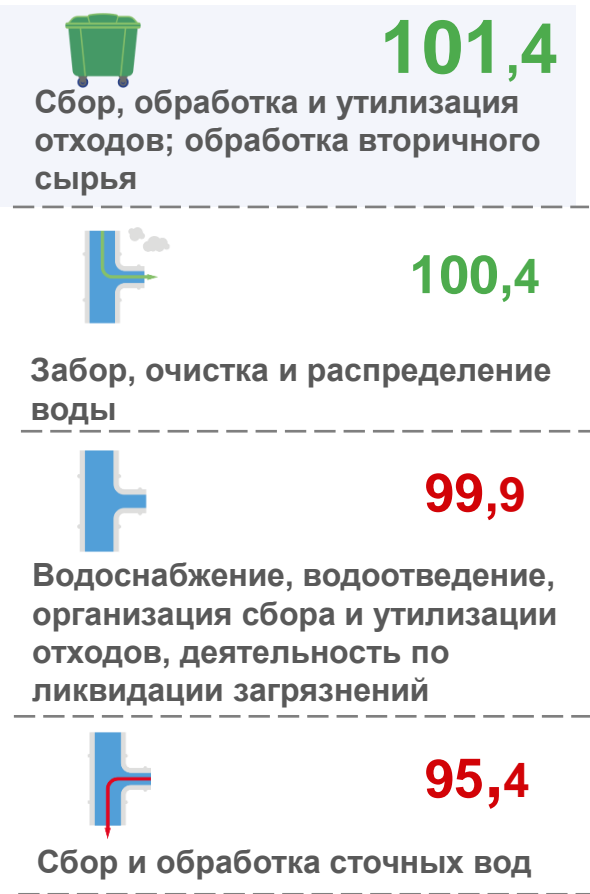 101,4
Сбор, обработка и утилизация
отходов; обработка вторичного
сырья
100,4
Забор, очистка и распределение
воды
99,9
Водоснабжение, водоотведение,
организация сбора и утилизации
отходов, деятельность по
ликвидации загрязнений
95,4
Сбор и обработка сточных вод